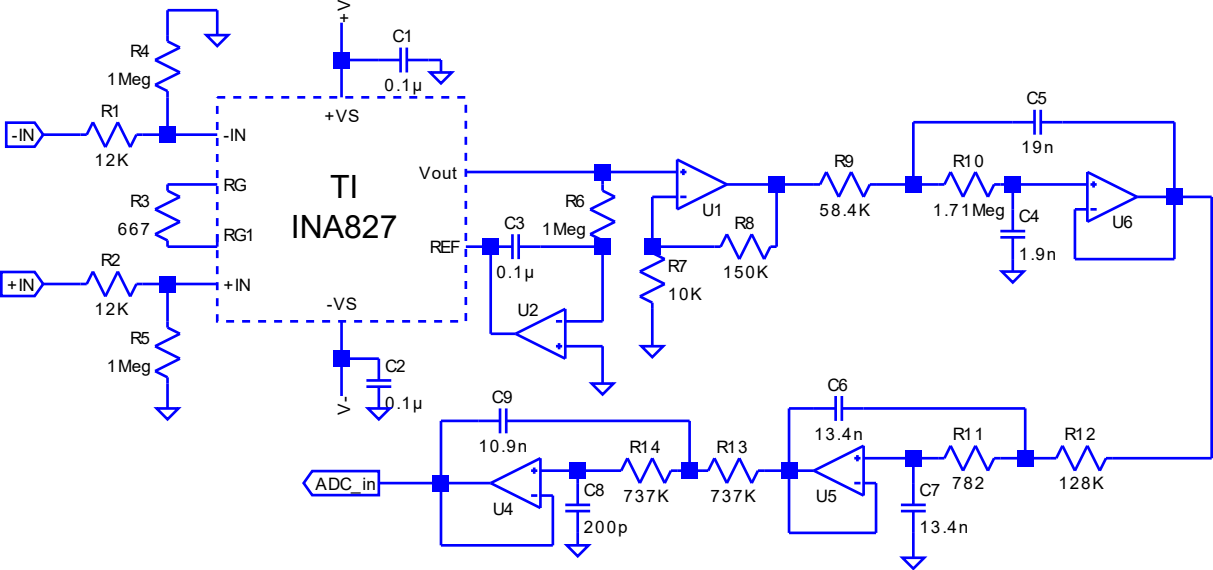 +V
C1
0.1µ
R4
1Meg
R1
-IN
12K
+VS
-IN
RG
R3
667
RG1
TI
INA827
Vout
REF
R2
+IN
12K
+IN
-VS
R5
1Meg
C2
0.1µ
V-
R6
1Meg
C3
0.1µ
U2
-
+
+
-
U1
R8
150K
R7
10K
R9
58.4K
C5
19n
R10
1.71Meg
C4
1.9n
+
-
U6
C9
10.9n
ADC_in
+
-
U4
R14
737K
C8
200p
R13
737K
C6
13.4n
+
-
U5
C7
13.4n
R11
782
R12
128K